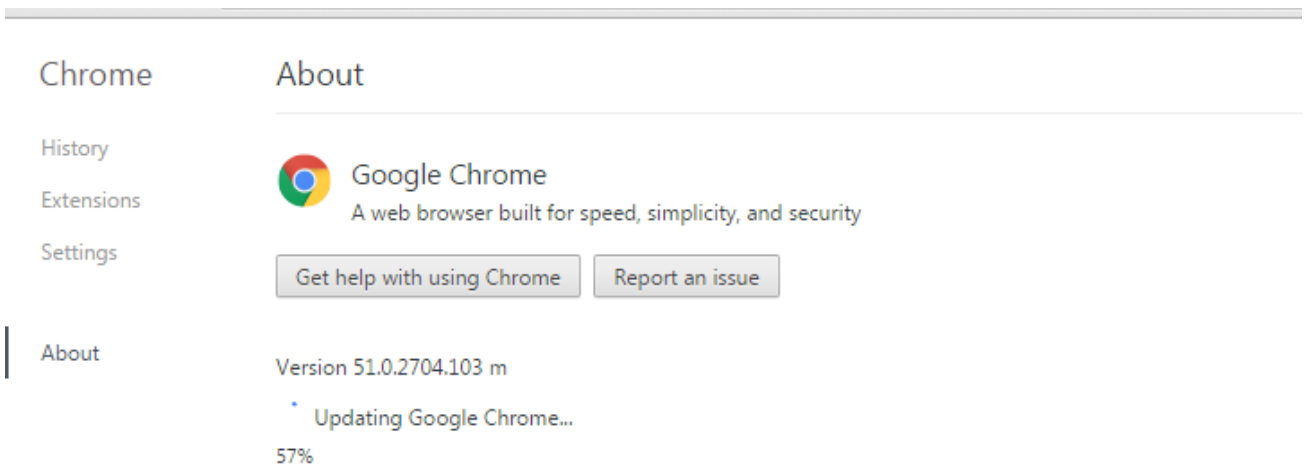 Chrome
About
History
Extensions
Settings
About
Google Chrome
A web browser built for speed, simplicity, and security
Get help with using Chrome
Report an issue
Version 51.0.2704.103 m
Updating Google Chrome...
57%